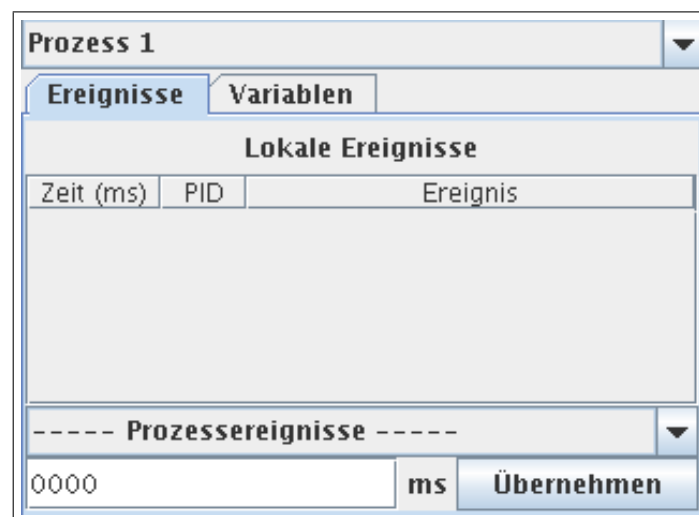 Prozess 1
Ereignisse Variablen
Lokale Ereignisse
Zeit (ms) PID Ereignis
----- Prozessereignisse -----
0000 ms Übernehmen